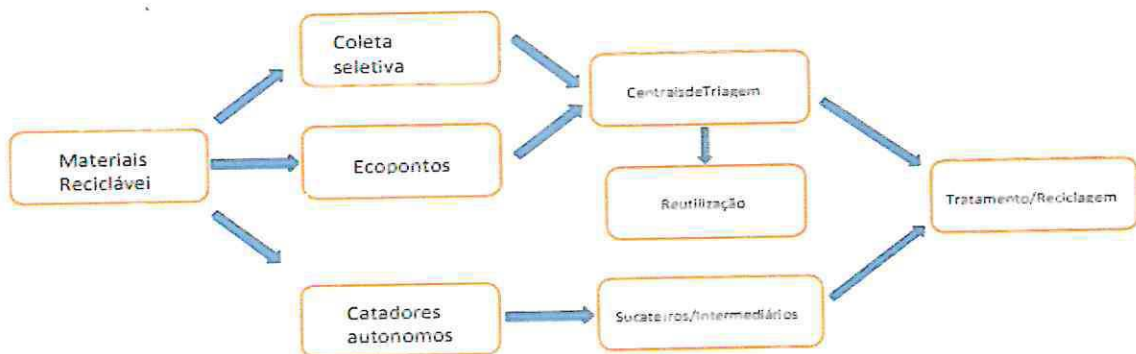 Coleta
seletiva
CentraisdeTriagem
Materiais
Reciclávei
Ecopontos
Reutilização
Tratamento/Reciclagem
Catadores
autonomos
Sucateiros/Intermediários